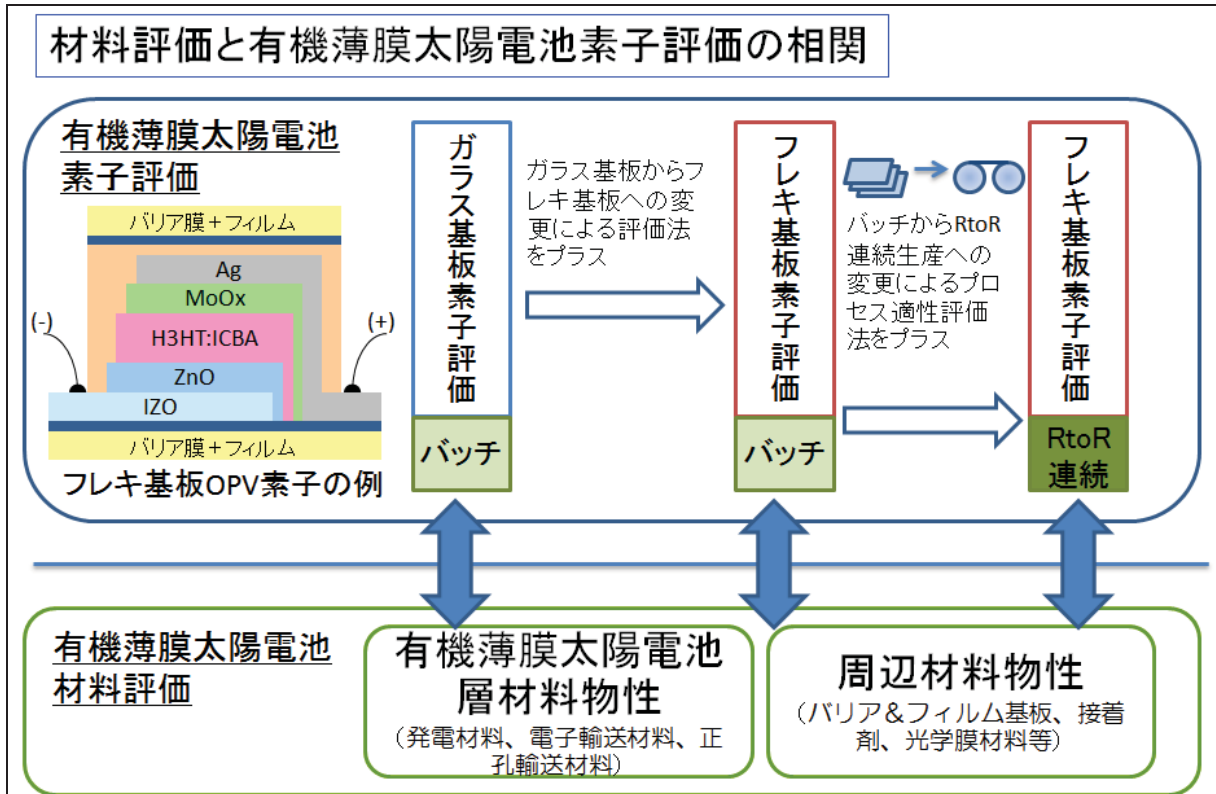 材料評価と有機薄膜太陽電池素子評価の相関
有機薄膜太陽電池
素子評価
バリア膜+フィルム
Ag
MoOx
H3HT:ICBA
ZnO
IZO
(-)
(+)
バリア膜+フィルム
フレキ基板OPV素子の例
ガラス基板素子評価
バッチ
ガラス基板からフ
レキ基板への変
更による評価法
をプラス
フレキ基板素子評価
バッチ
バッチからRtoR
連続生産への
変更によるプロ
セス適性評価
法をプラス
フレキ基板素子評価
RtoR
連続
有機薄膜太陽電池
材料評価
有機薄膜太陽電池
層材料物性
(発電材料、電子輸送材料、正
孔輸送材料)
周辺材料物性
(バリア&フィルム基板、接着
剤、光学膜材料等)